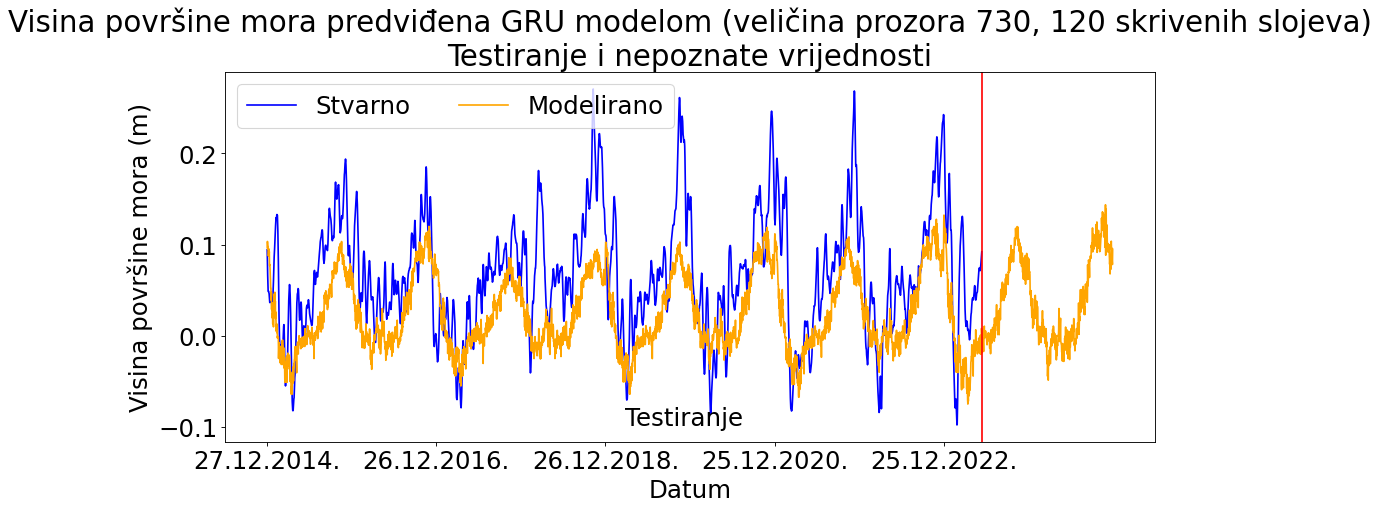 Visina površine mora predviđena GRU modelom (veličina prozora 730, 120 skrivenih slojeva)
Testiranje i nepoznate vrijednosti
Stvarno
Modelirano
Visina površine mora (m)
0.2
0.1
0.0
−0.1
Testiranje
27.12.2014.
26.12.2016.
26.12.2018.
25.12.2020.
25.12.2022.
Datum